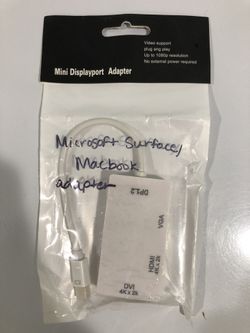 Mini Displayport Adapter
Video support
plug ang play
Up to 1080p resolution
No external power required
Microsoft Surface/
Macbook
adapter
DP1.2
VGA
HDMI
4K x 2k
DVI
4K x 2k